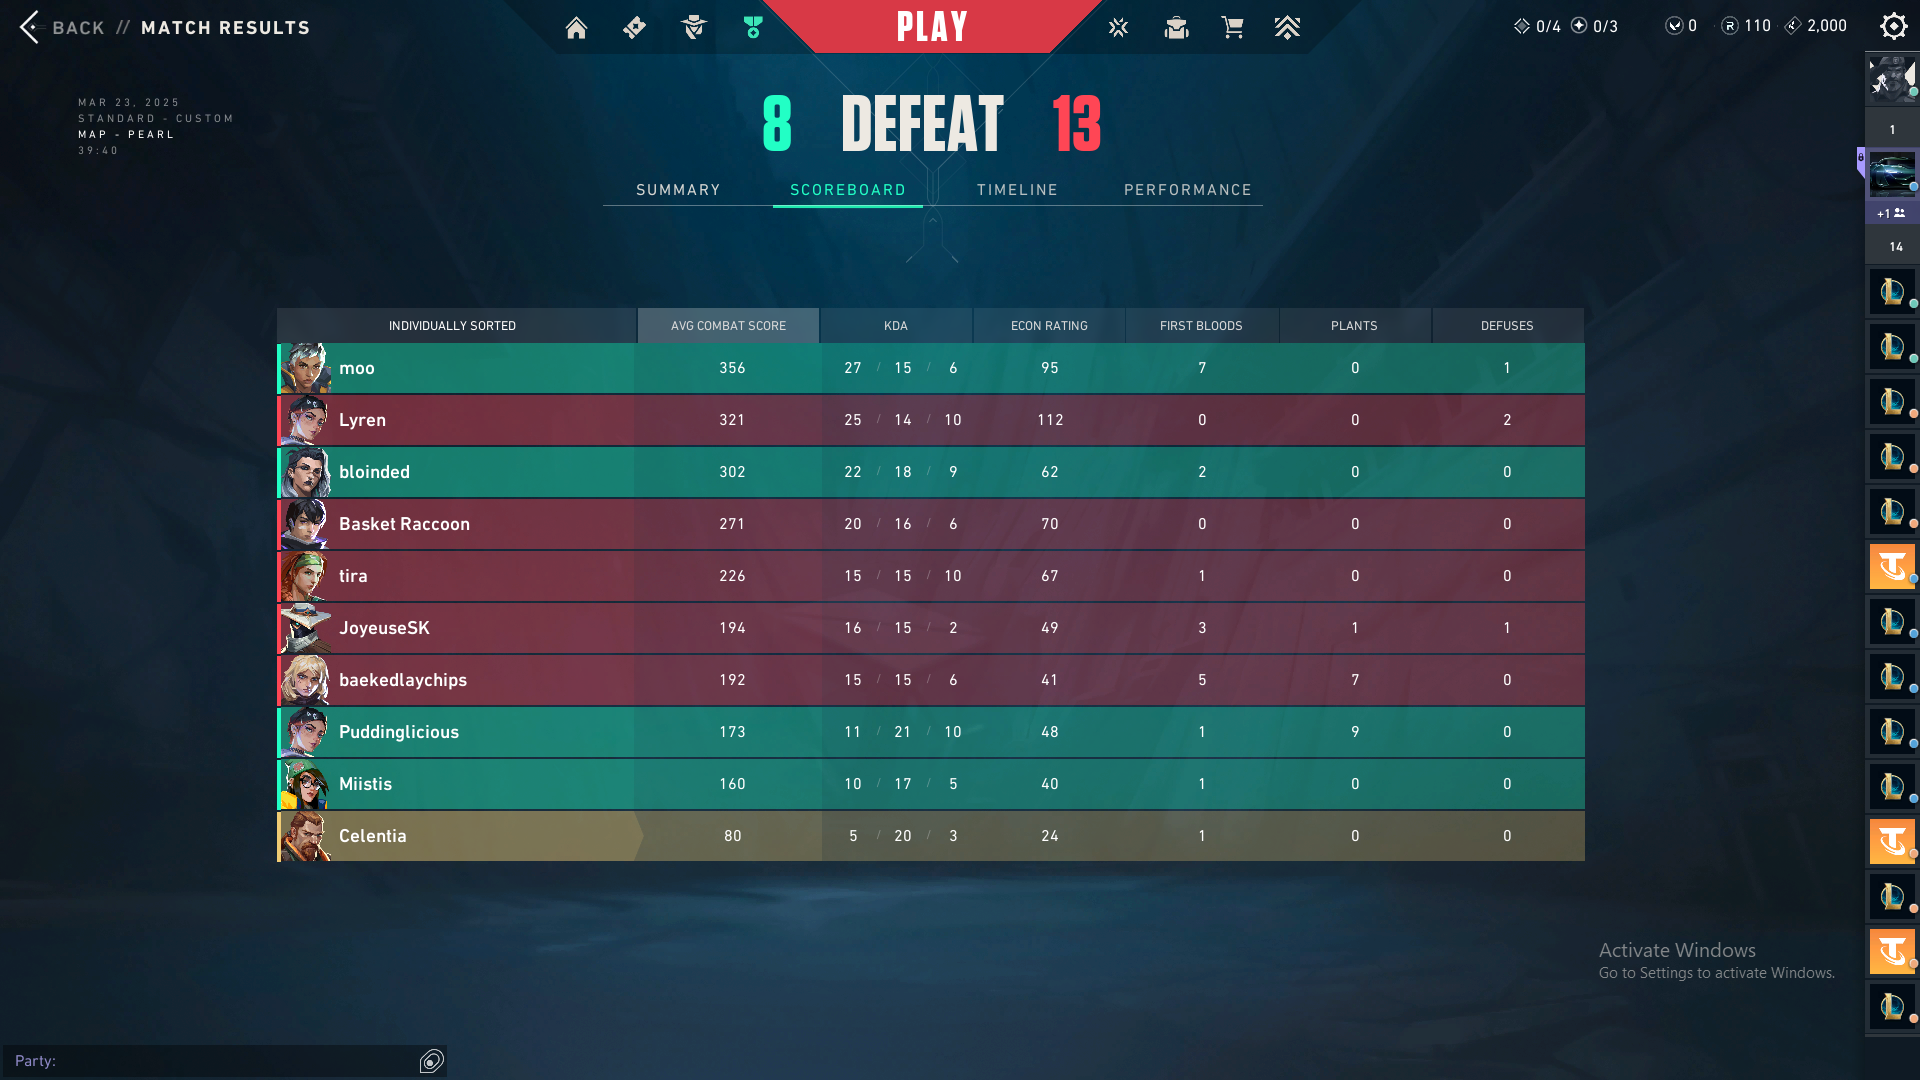 BACK // MATCH RESULTS
PLAY
0/4 0/3 0 R 110 2,000
MAR 23, 2025
STANDARD - CUSTOM
MAP - PEARL
39:40
8 DEFEAT 13
SUMMARY SCOREBOARD TIMELINE PERFORMANCE
INDIVIDUALLY SORTED AVG COMBAT SCORE KDA ECON RATING FIRST BLOODS PLANTS DEFUSES
moo 356 27 / 15 / 6 95 7 0 1
Lyren 321 25 / 14 / 10 112 0 0 2
bloinded 302 22 / 18 / 9 62 2 0 0
Basket Raccoon 271 20 / 16 / 6 70 0 0 0
tira 226 15 / 15 / 10 67 1 0 0
JoyeuseSK 194 16 / 15 / 2 49 3 1 1
baekedlaychips 192 15 / 15 / 6 41 5 7 0
Puddinglicious 173 11 / 21 / 10 48 1 9 0
Miistis 160 10 / 17 / 5 40 1 0 0
Celentia 80 5 / 20 / 3 24 1 0 0
1
+1
14
Activate Windows
Go to Settings to activate Windows.
Party: